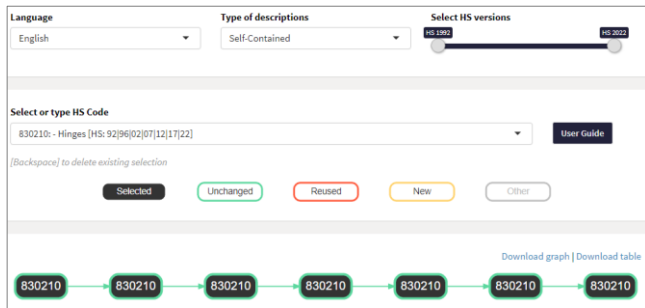 Language Type of descriptions Select HS versions
English Self-Contained HS 1992 HS 2022
Select or type HS Code
830210: - Hinges [HS: 92|96|02|07|12|17|22] User Guide
[Backspace] to delete existing selection
Selected Unchanged Reused New Other
Download graph | Download table
830210 830210 830210 830210 830210 830210 830210